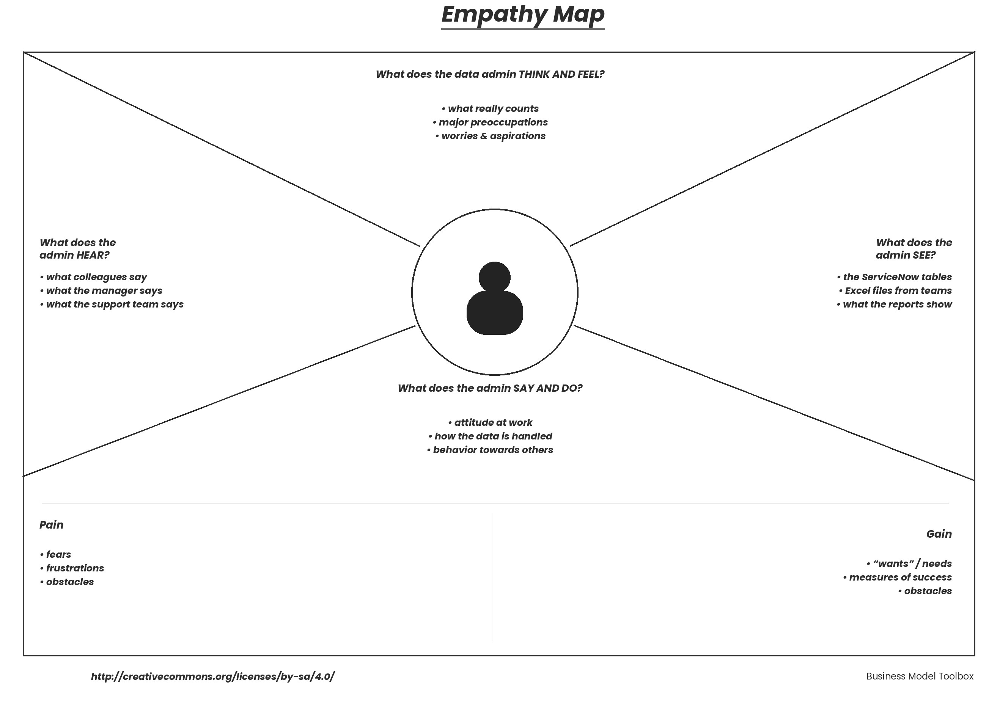 Empathy Map
What does the data admin THINK AND FEEL?
• what really counts
• major preoccupations
• worries & aspirations
What does the
admin HEAR?
• what colleagues say
• what the manager says
• what the support team says
What does the
admin SEE?
• the ServiceNow tables
• Excel files from teams
• what the reports show
What does the admin SAY AND DO?
• attitude at work
• how the data is handled
• behavior towards others
Pain
• fears
• frustrations
• obstacles
Gain
• “wants” / needs
• measures of success
• obstacles
http://creativecommons.org/licenses/by-sa/4.0/
Business Model Toolbox